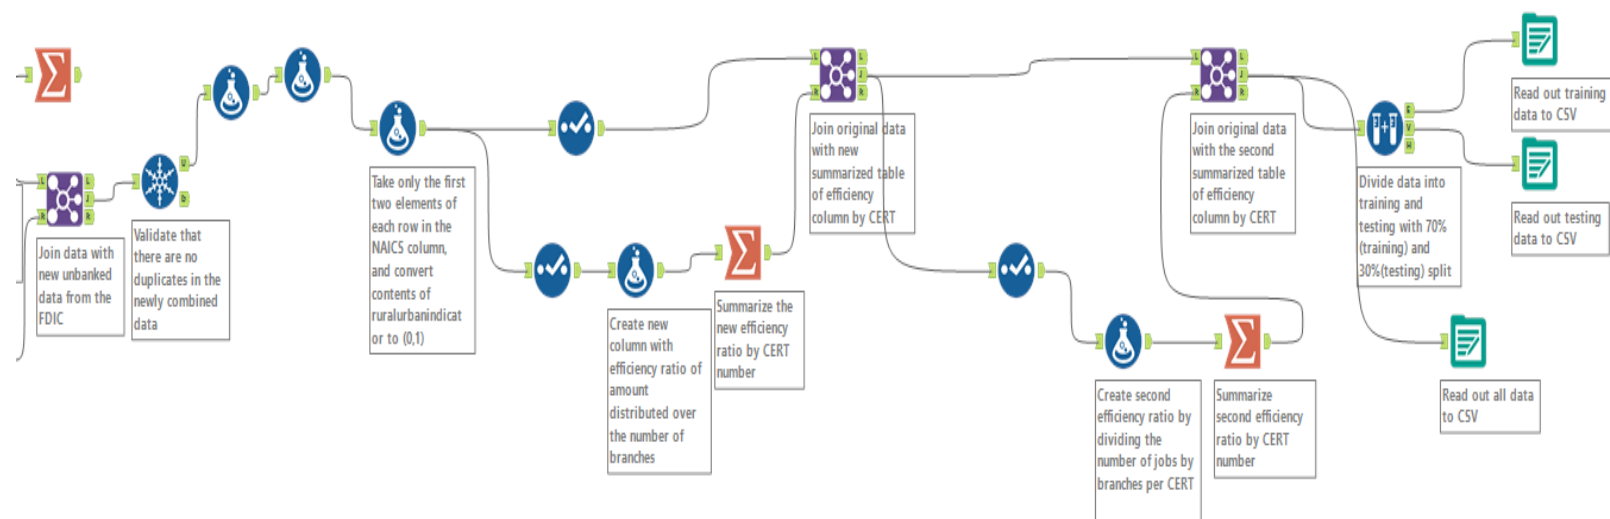 Join data with
new unbanked
data from the
FDIC
Validate that
there are no
duplicates in the
newly combined
data
Take only the first
two elements of
each row in the
NAICS column,
and convert
contents of
ruralurbanindicat
or to (0,1)
Create new
column with
efficiency ratio of
amount
distributed over
the number of
branches
Summarize the
new efficiency
ratio by CERT
number
Join original data
with new
summarized table
of efficiency
column by CERT
Create second
efficiency ratio by
dividing the
number of jobs by
branches per CERT
Summarize
second efficiency
ratio by CERT
number
Join original data
with the second
summarized table
of efficiency
column by CERT
Divide data into
training and
testing with 70%
(training) and
30%(testing) split
Read out training
data to CSV
Read out testing
data to CSV
Read out all data
to CSV